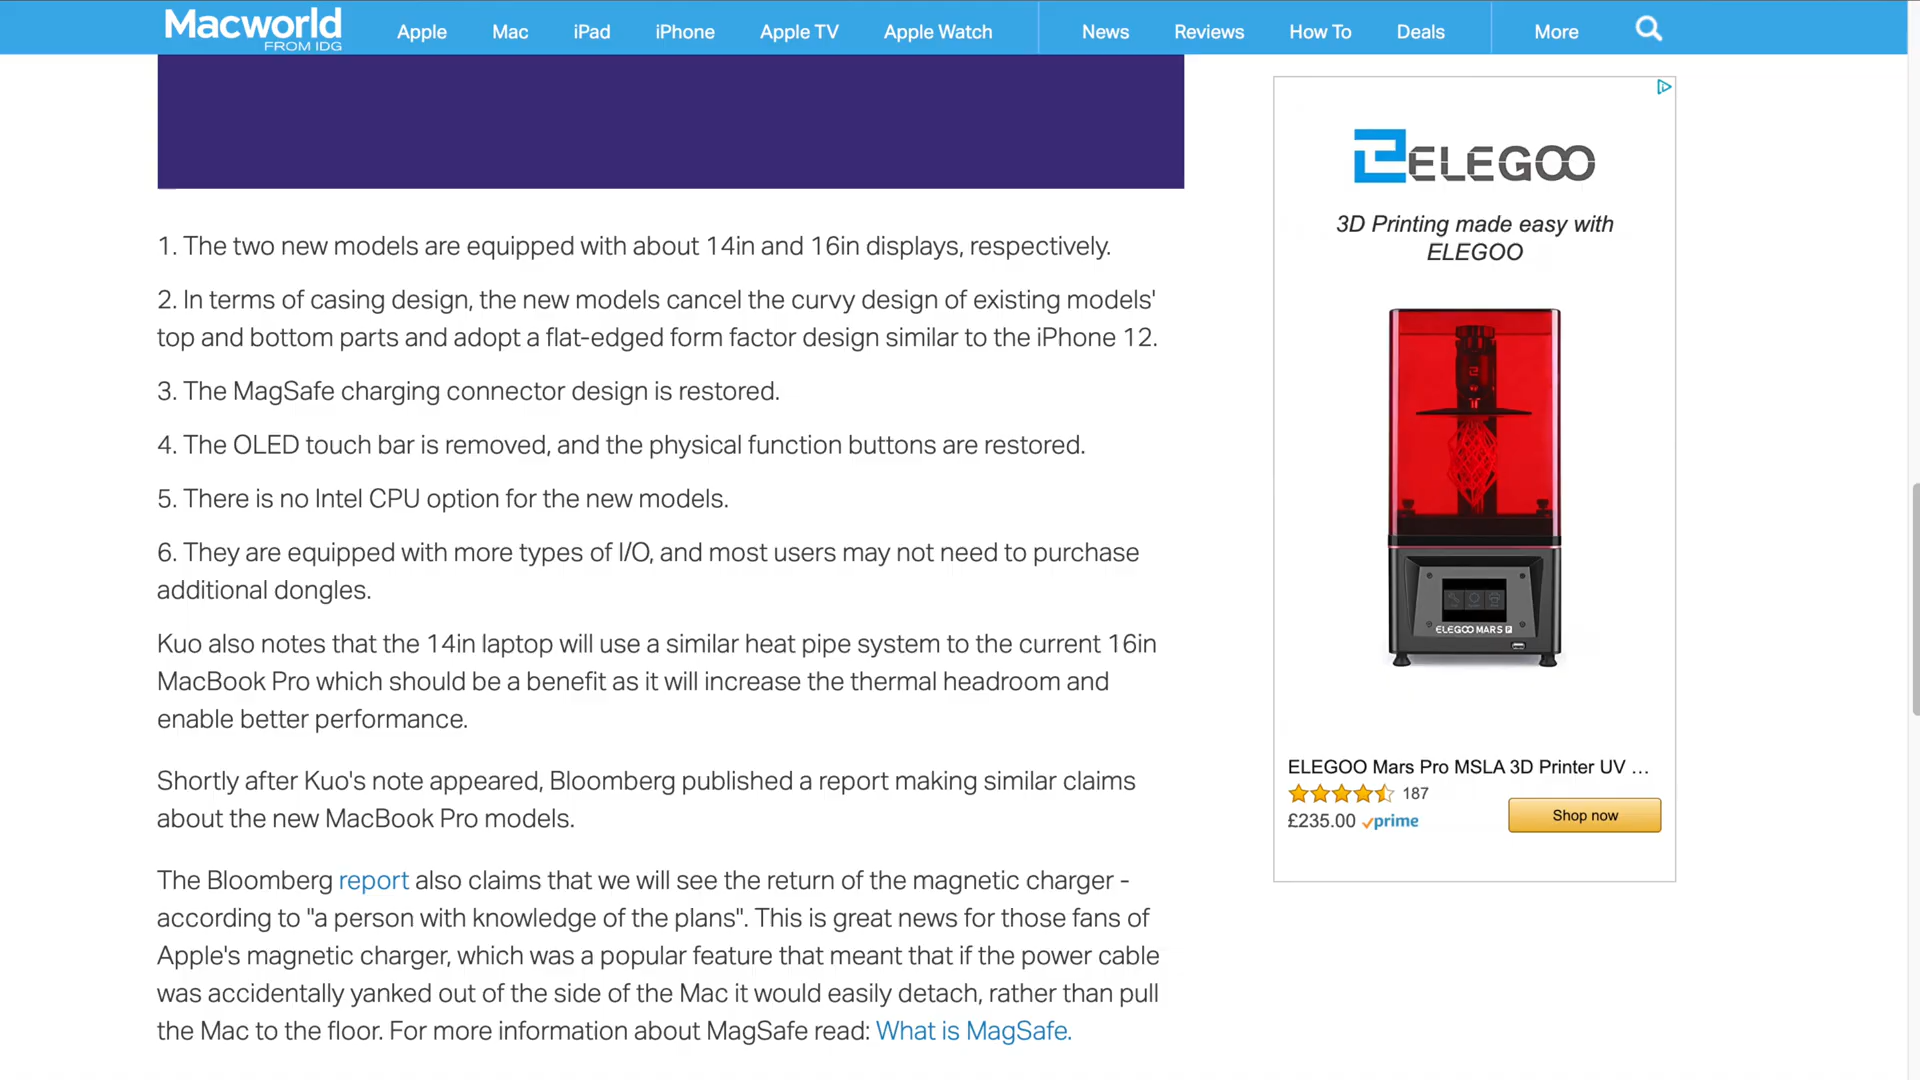 Macworld
FROM IDG
Apple
Mac
iPad
iPhone
Apple TV
Apple Watch
News
Reviews
How To
Deals
More
1. The two new models are equipped with about 14in and 16in displays, respectively.
2. In terms of casing design, the new models cancel the curvy design of existing models'
top and bottom parts and adopt a flat-edged form factor design similar to the iPhone 12.
3. The MagSafe charging connector design is restored.
4. The OLED touch bar is removed, and the physical function buttons are restored.
5. There is no Intel CPU option for the new models.
6. They are equipped with more types of I/O, and most users may not need to purchase
additional dongles.
Kuo also notes that the 14in laptop will use a similar heat pipe system to the current 16in
MacBook Pro which should be a benefit as it will increase the thermal headroom and
enable better performance.
Shortly after Kuo's note appeared, Bloomberg published a report making similar claims
about the new MacBook Pro models.
The Bloomberg report also claims that we will see the return of the magnetic charger -
according to "a person with knowledge of the plans". This is great news for those fans of
Apple's magnetic charger, which was a popular feature that meant that if the power cable
was accidentally yanked out of the side of the Mac it would easily detach, rather than pull
the Mac to the floor. For more information about MagSafe read: What is MagSafe.
ELEGOO
3D Printing made easy with
ELEGOO
ELEGOO MARS P
ELEGOO Mars Pro MSLA 3D Printer UV …
187
£235.00 prime
Shop now